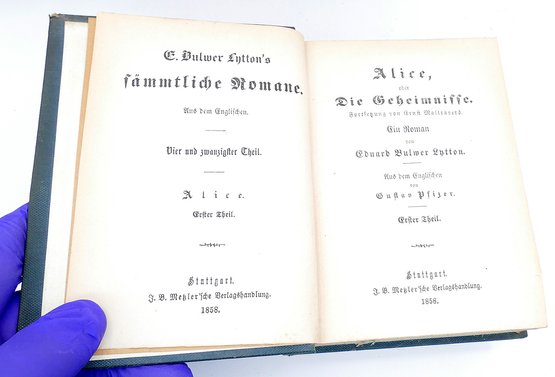 E. Bulwer Lytton's
sämmtliche Romane.
Aus dem Englischen.
Vier und zwanzigster Theil.
Alice.
Erster Theil.
Stuttgart.
J. B. Metzler'sche Verlagshandlung.
1858.
Alice,
oder
Die Geheimnisse.
Fortsetzung von Ernst Maltravers.
Ein Roman
von
Eduard Bulwer Lytton.
Aus dem Englischen
von
Gustav Pfizer.
Erster Theil.
Stuttgart.
J. B. Metzler'sche Verlagshandlung.
1858.